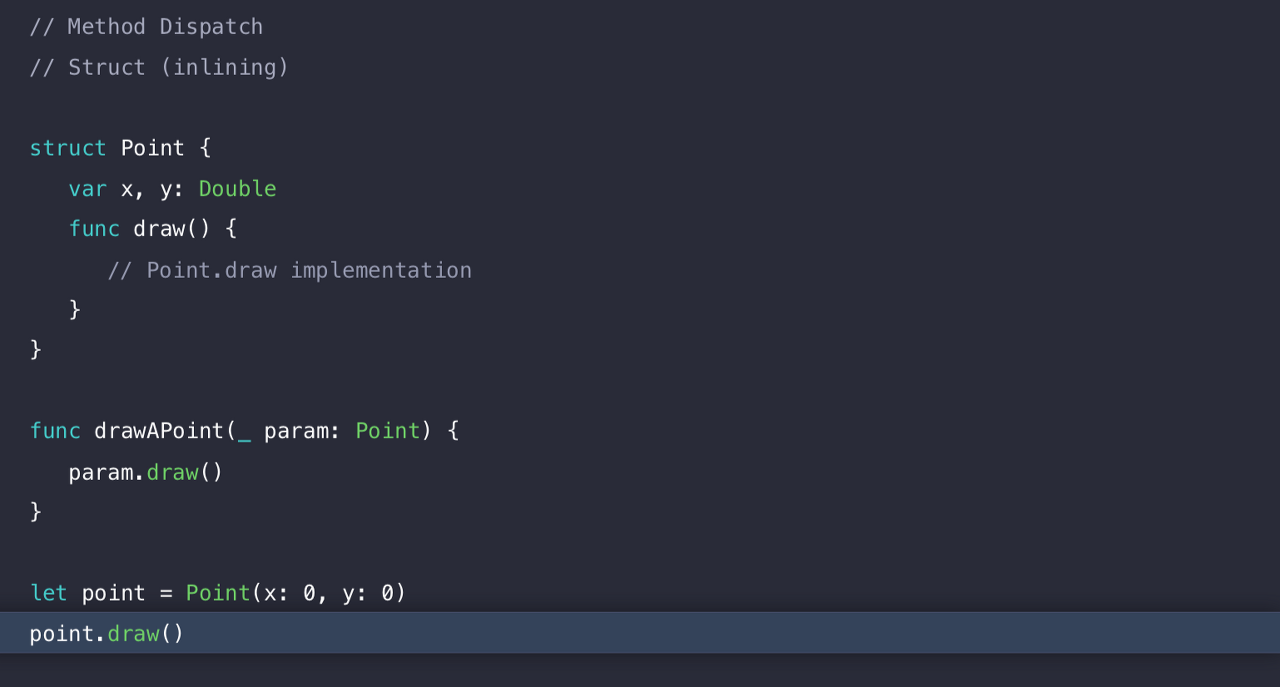 // Method Dispatch
// Struct (inlining)
struct Point {
var x, y: Double
func draw() {
// Point.draw implementation
}
}
func drawAPoint(_ param: Point) {
param.draw()
}
let point = Point(x: 0, y: 0)
point.draw()